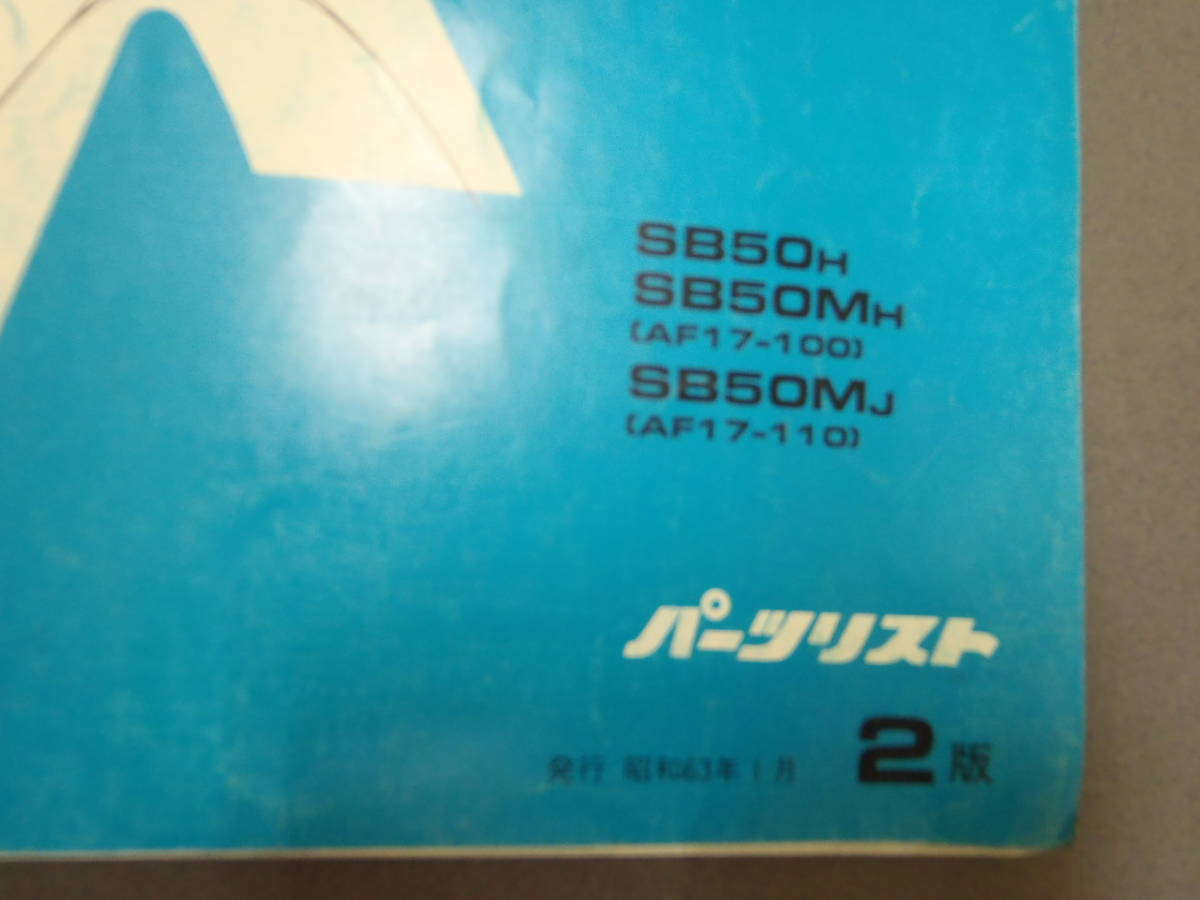 SB50H
SB50MH
(AF17-100)
SB50MJ
(AF17-110)
パーツリスト
発行 昭和63年1月 2版